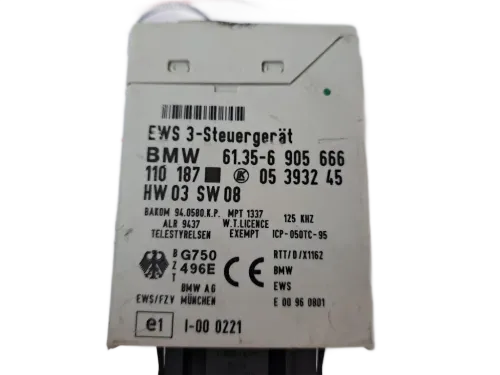 EWS 3-Steuergerät
BMW 61.35-6 905 666
110 187 05 3932 45
HW 03 SW 08
BAKOM 94.0580.K.P. MPT 1337 125 KHZ
ALR 9437 W.T.LICENCE
TELESTYRELSEN EXEMPT ICP-050TC-95
BZT G750 496E CE RTT/D/X1162
BMW
BMW AG EWS
EWS/FZV MÜNCHEN E 00 96 0801
e1 I-00 0221